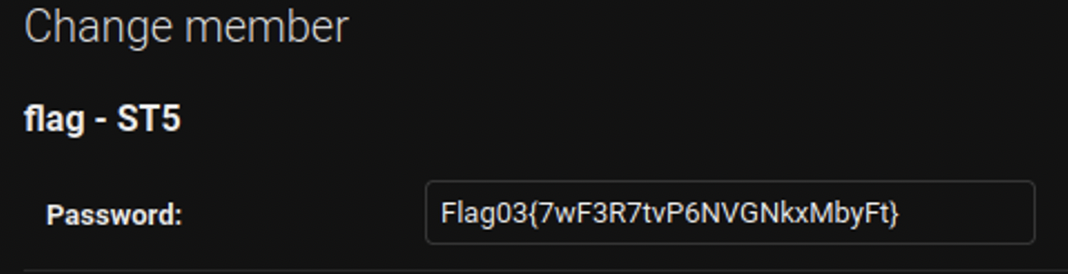 Change member
flag - ST5
Password: Flag03{7wF3R7tvP6NVGNkxMbyFt}